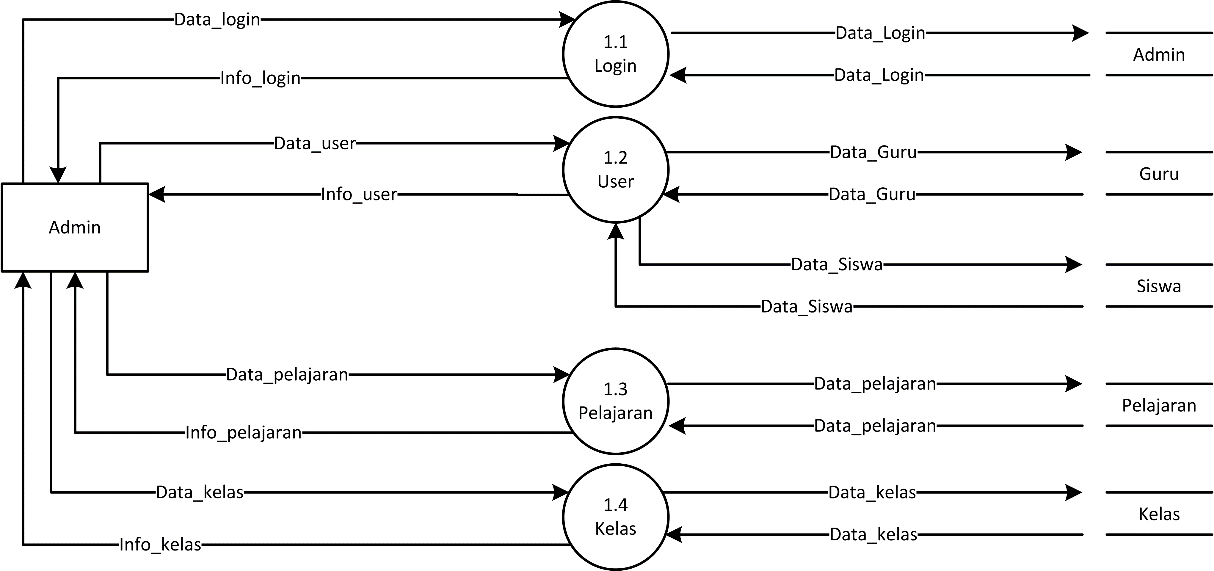 Data_login
1.1
Login
Data_Login
Admin
Info_login
Data_Login
Data_user
1.2
User
Data_Guru
Guru
Info_user
Data_Guru
Admin
Data_Siswa
Siswa
Data_Siswa
Data_pelajaran
1.3
Pelajaran
Data_pelajaran
Pelajaran
Info_pelajaran
Data_pelajaran
Data_kelas
1.4
Kelas
Data_kelas
Kelas
Info_kelas
Data_kelas